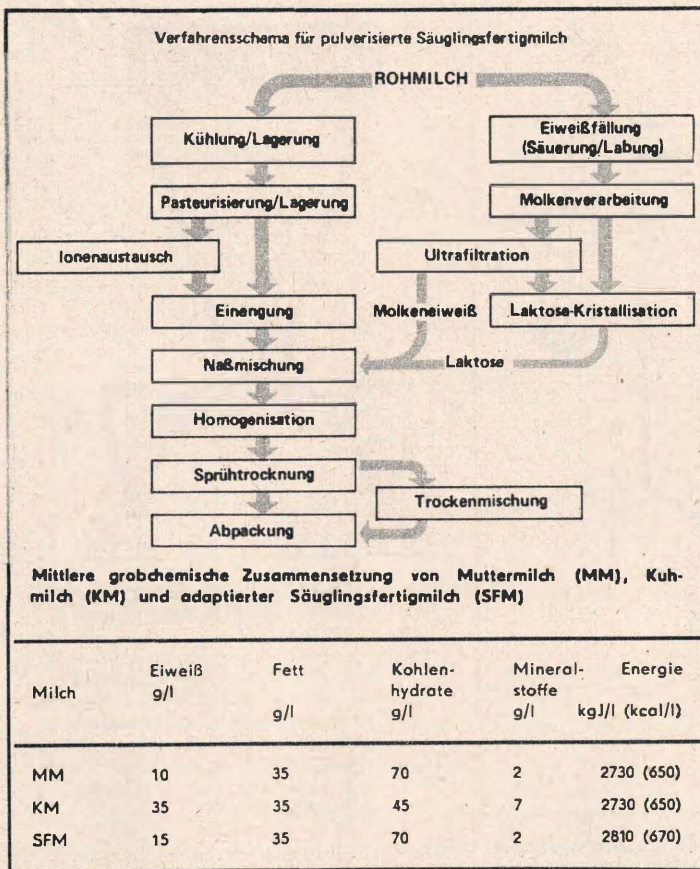 Verfahrensschema für pulverisierte Säuglingsfertigmilch
ROHMILCH
Kühlung/Lagerung
Eiweißfällung
(Säuerung/Labung)
Pasteurisierung/Lagerung
Molkenverarbeitung
Ionenaustausch
Ultrafiltration
Einengung
Molkeneiweiß
Laktose-Kristallisation
Naßmischung
Laktose
Homogenisation
Sprühtrocknung
Trockenmischung
Abpackung
Mittlere grobchemische Zusammensetzung von Muttermilch (MM), Kuh-
milch (KM) und adaptierter Säuglingsfertigmilch (SFM)
Eiweiß Fett Kohlen- Mineral- Energie
Milch g/l hydrate stoffe
g/l g/l g/l kgJ/l (kcal/l)
MM 10 35 70 2 2730 (650)
KM 35 35 45 7 2730 (650)
SFM 15 35 70 2 2810 (670)